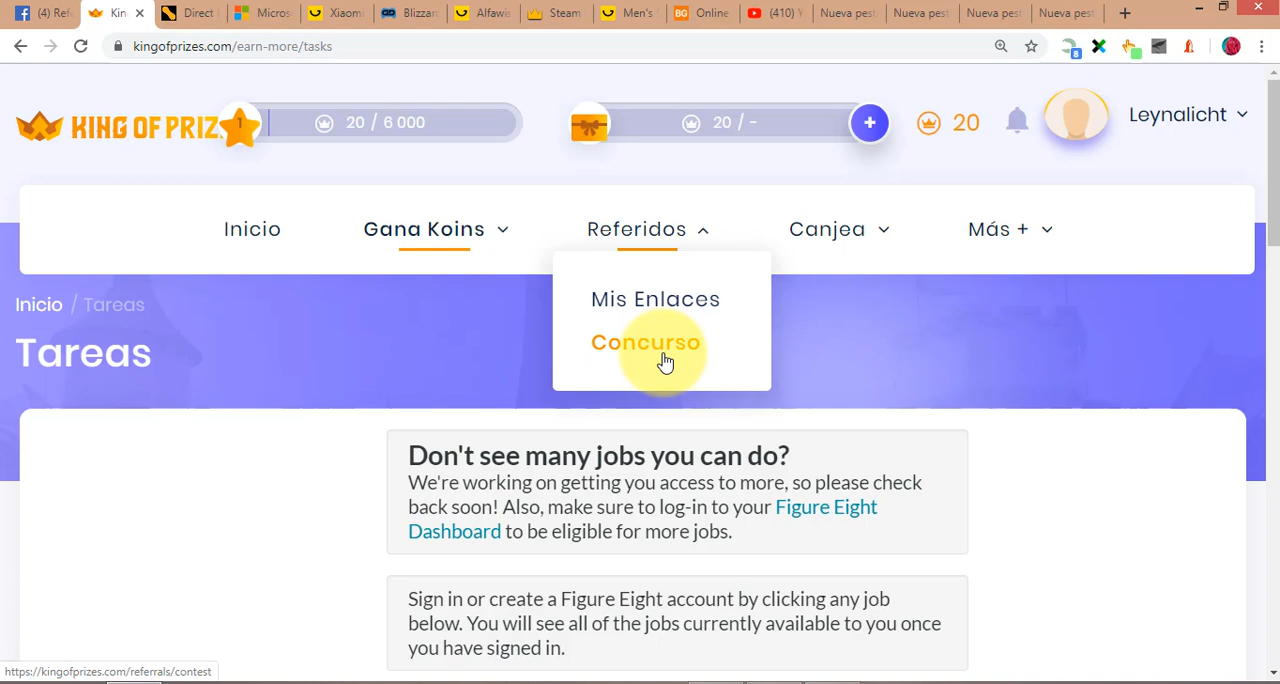 (4) Refe
Kin
Direct
Micros
Xiaomi
Blizzar
Alfawis
Steam
Men's
Online
(410) Y
Nueva pest
Nueva pest
Nueva pest
Nueva pest
kingofprizes.com/earn-more/tasks
8
KING OF PRIZ
1
20 / 6 000
20 / -
+
20
Leynalicht
Inicio
Gana Koins
Referidos
Canjea
Más +
Mis Enlaces
Concurso
Inicio / Tareas
Tareas
Don't see many jobs you can do?
We're working on getting you access to more, so please check
back soon! Also, make sure to log-in to your Figure Eight
Dashboard to be eligible for more jobs.
Sign in or create a Figure Eight account by clicking any job
below. You will see all of the jobs currently available to you once
you have signed in.
https://kingofprizes.com/referrals/contest